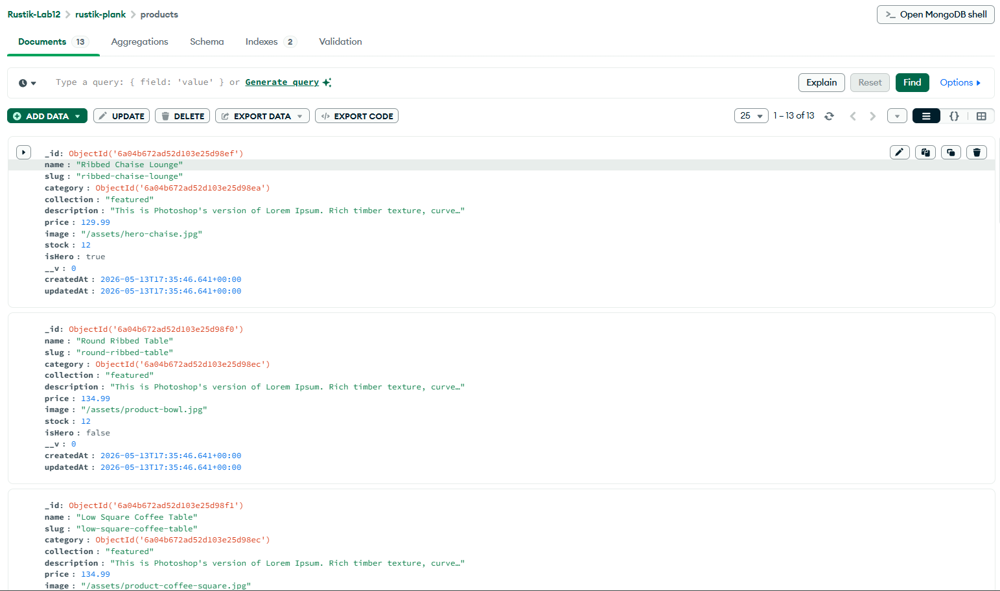 Rustik-Lab12 > rustik-plank > products
>_ Open MongoDB shell
Documents 13 Aggregations Schema Indexes 2 Validation
Type a query: { field: 'value' } or Generate query
Explain Reset Find Options
ADD DATA UPDATE DELETE EXPORT DATA EXPORT CODE
25 1 – 13 of 13
_id: ObjectId('6a04b672ad52d103e25d98ef')
name : "Ribbed Chaise Lounge"
slug : "ribbed-chaise-lounge"
category : ObjectId('6a04b672ad52d103e25d98ea')
collection : "featured"
description : "This is Photoshop's version of Lorem Ipsum. Rich timber texture, curve…"
price : 129.99
image : "/assets/hero-chaise.jpg"
stock : 12
isHero : true
__v : 0
createdAt : 2026-05-13T17:35:46.641+00:00
updatedAt : 2026-05-13T17:35:46.641+00:00
_id: ObjectId('6a04b672ad52d103e25d98f0')
name : "Round Ribbed Table"
slug : "round-ribbed-table"
category : ObjectId('6a04b672ad52d103e25d98ec')
collection : "featured"
description : "This is Photoshop's version of Lorem Ipsum. Rich timber texture, curve…"
price : 134.99
image : "/assets/product-bowl.jpg"
stock : 12
isHero : false
__v : 0
createdAt : 2026-05-13T17:35:46.641+00:00
updatedAt : 2026-05-13T17:35:46.641+00:00
_id: ObjectId('6a04b672ad52d103e25d98f1')
name : "Low Square Coffee Table"
slug : "low-square-coffee-table"
category : ObjectId('6a04b672ad52d103e25d98ec')
collection : "featured"
description : "This is Photoshop's version of Lorem Ipsum. Rich timber texture, curve…"
price : 134.99
image : "/assets/product-coffee-square.jpg"